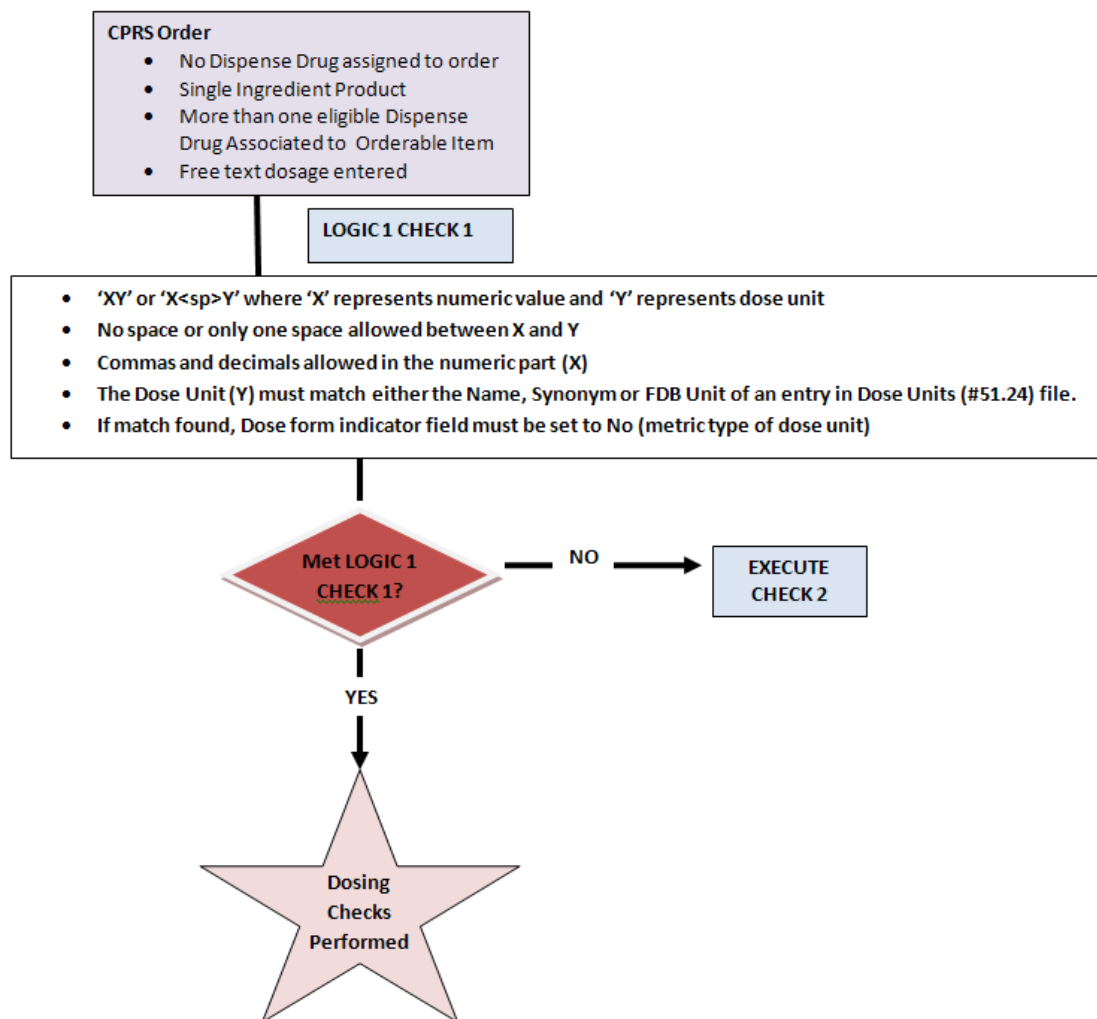 CPRS Order
• No Dispense Drug assigned to order
• Single Ingredient Product
• More than one eligible Dispense
Drug Associated to Orderable Item
• Free text dosage entered
LOGIC 1 CHECK 1
• ‘XY’ or ‘X<sp>Y’ where ‘X’ represents numeric value and ‘Y’ represents dose unit
• No space or only one space allowed between X and Y
• Commas and decimals allowed in the numeric part (X)
• The Dose Unit (Y) must match either the Name, Synonym or FDB Unit of an entry in Dose Units (#51.24) file.
• If match found, Dose form indicator field must be set to No (metric type of dose unit)
Met LOGIC 1
CHECK 1?
NO
EXECUTE
CHECK 2
YES
Dosing
Checks
Performed